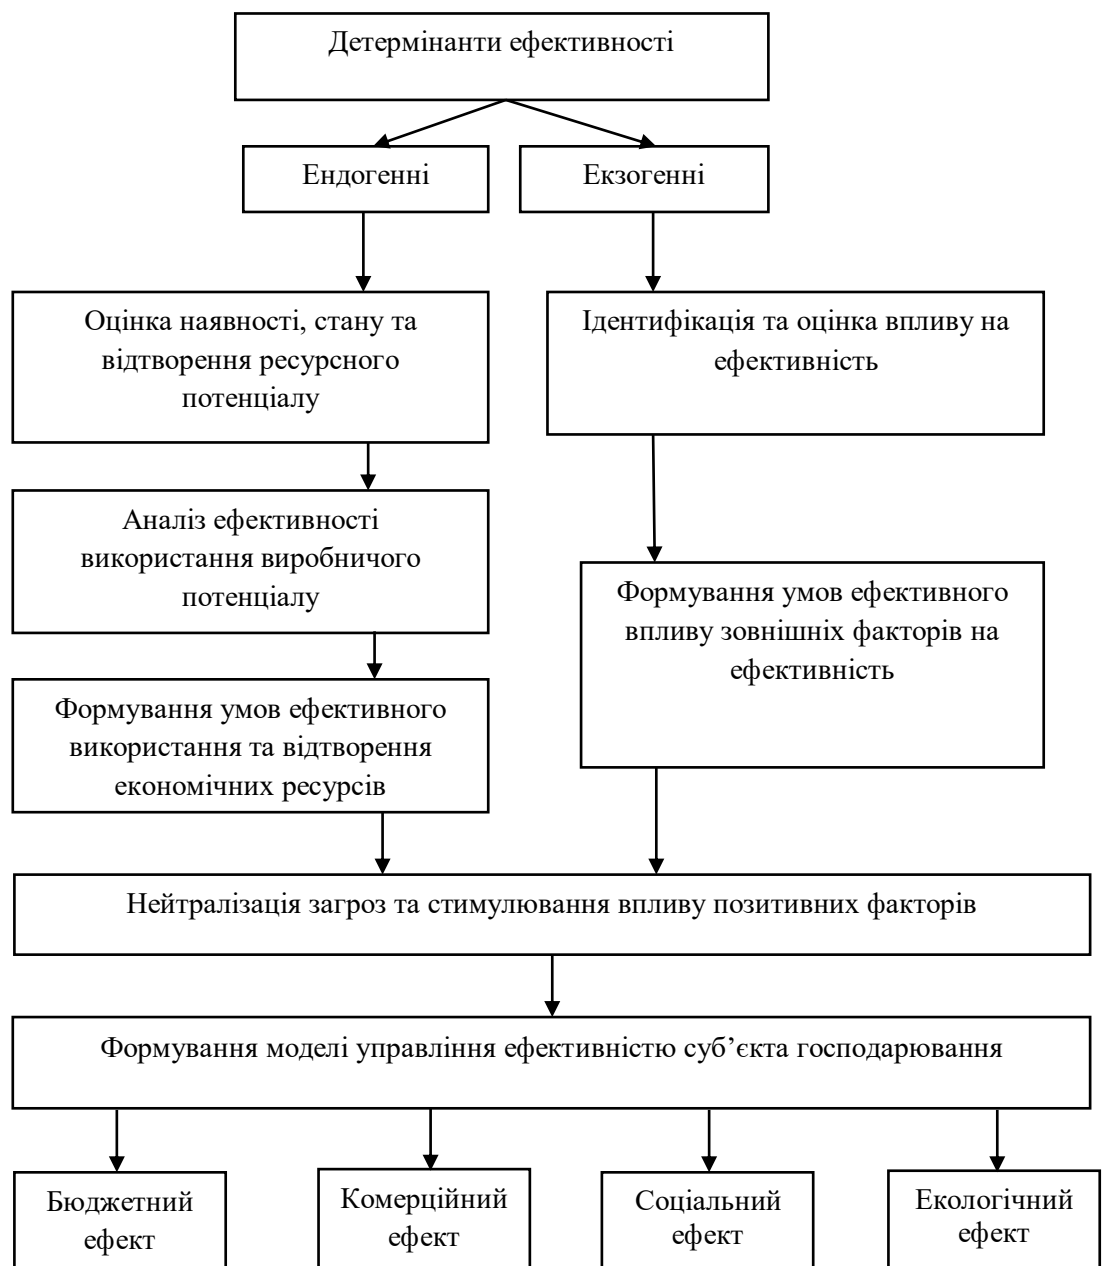 Детермінанти ефективності
Ендогенні
Екзогенні
Оцінка наявності, стану та
відтворення ресурсного
потенціалу
Ідентифікація та оцінка впливу на
ефективність
Аналіз ефективності
використання виробничого
потенціалу
Формування умов ефективного
впливу зовнішніх факторів на
ефективність
Формування умов ефективного
використання та відтворення
економічних ресурсів
Нейтралізація загроз та стимулювання впливу позитивних факторів
Формування моделі управління ефективністю суб’єкта господарювання
Бюджетний
ефект
Комерційний
ефект
Соціальний
ефект
Екологічний
ефект